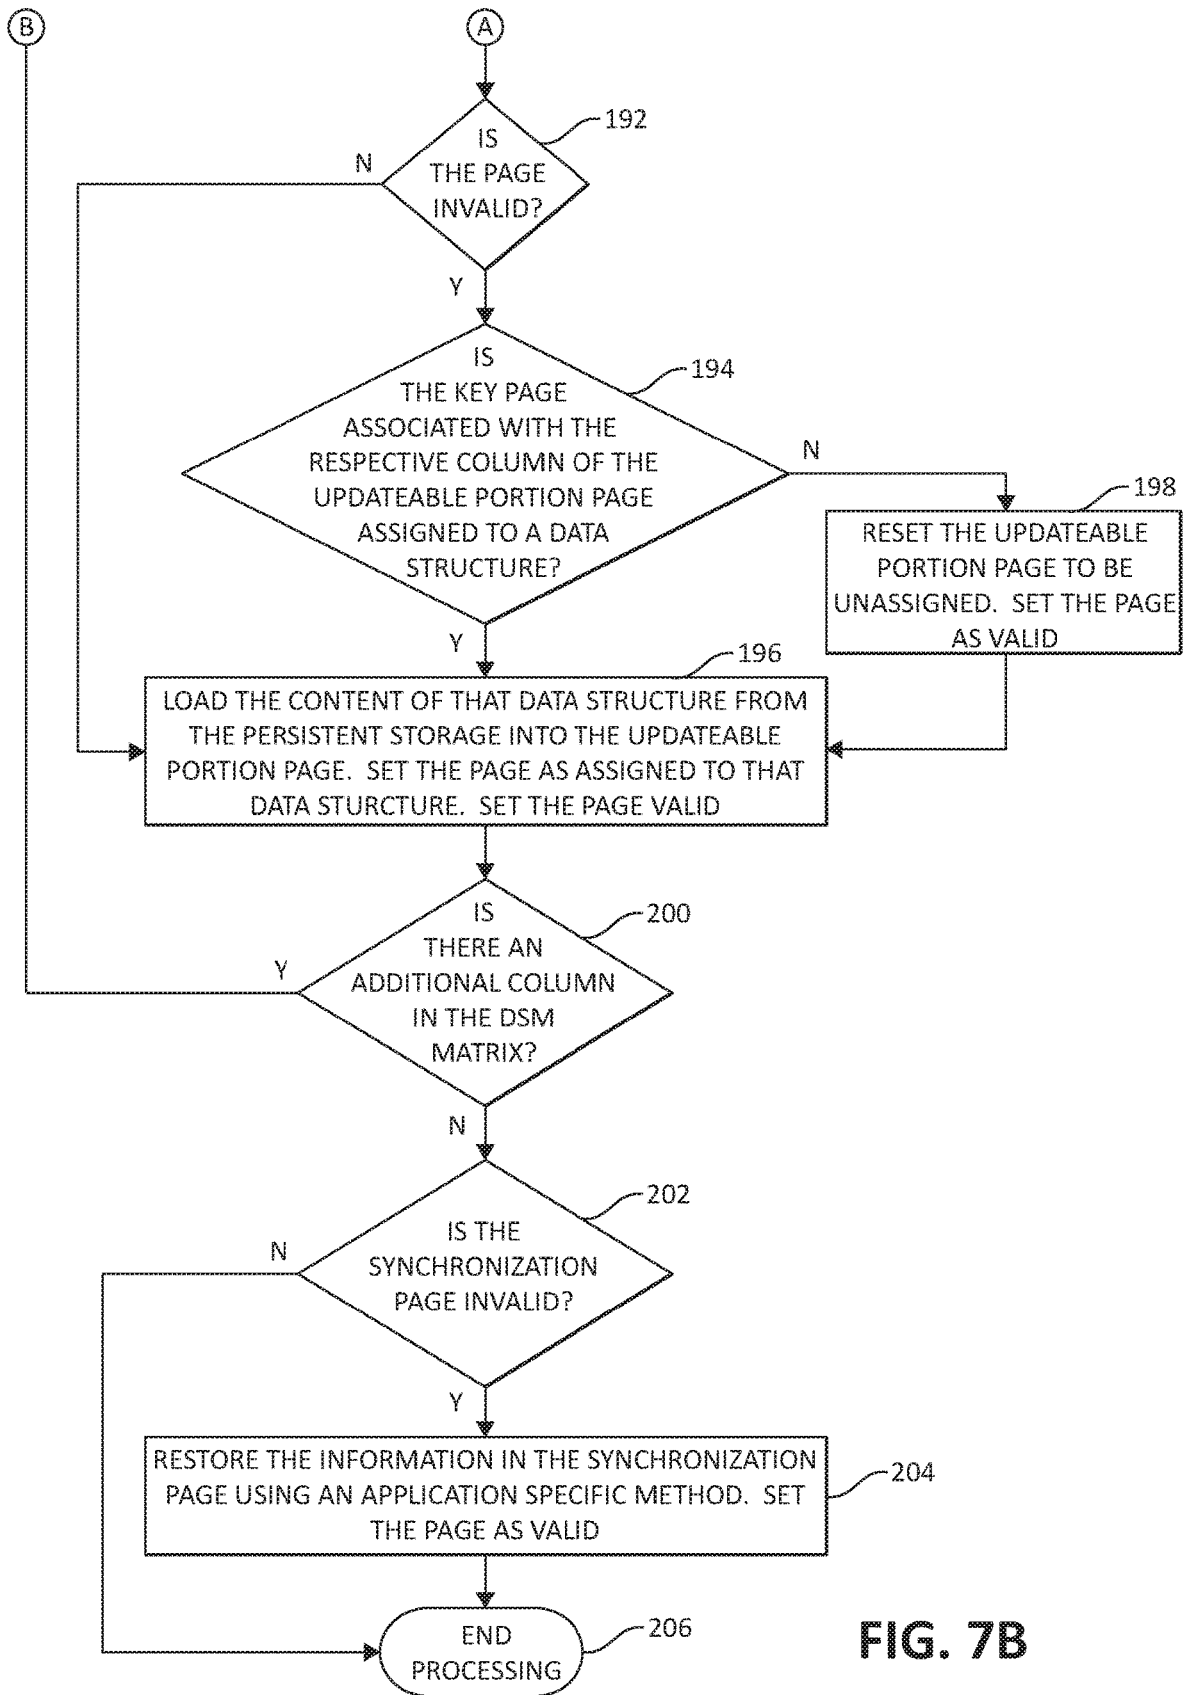 B
A
IS
THE PAGE
INVALID?
192
N
Y
IS
THE KEY PAGE
ASSOCIATED WITH THE
RESPECTIVE COLUMN OF THE
UPDATEABLE PORTION PAGE
ASSIGNED TO A DATA
STRUCTURE?
194
N
Y
198
RESET THE UPDATEABLE
PORTION PAGE TO BE
UNASSIGNED. SET THE PAGE
AS VALID
196
LOAD THE CONTENT OF THAT DATA STRUCTURE FROM
THE PERSISTENT STORAGE INTO THE UPDATEABLE
PORTION PAGE. SET THE PAGE AS ASSIGNED TO THAT
DATA STURCTURE. SET THE PAGE VALID
IS
THERE AN
ADDITIONAL COLUMN
IN THE DSM
MATRIX?
200
Y
N
IS THE
SYNCHRONIZATION
PAGE INVALID?
202
N
Y
RESTORE THE INFORMATION IN THE SYNCHRONIZATION
PAGE USING AN APPLICATION SPECIFIC METHOD. SET
THE PAGE AS VALID
204
END
PROCESSING
206
FIG. 7B